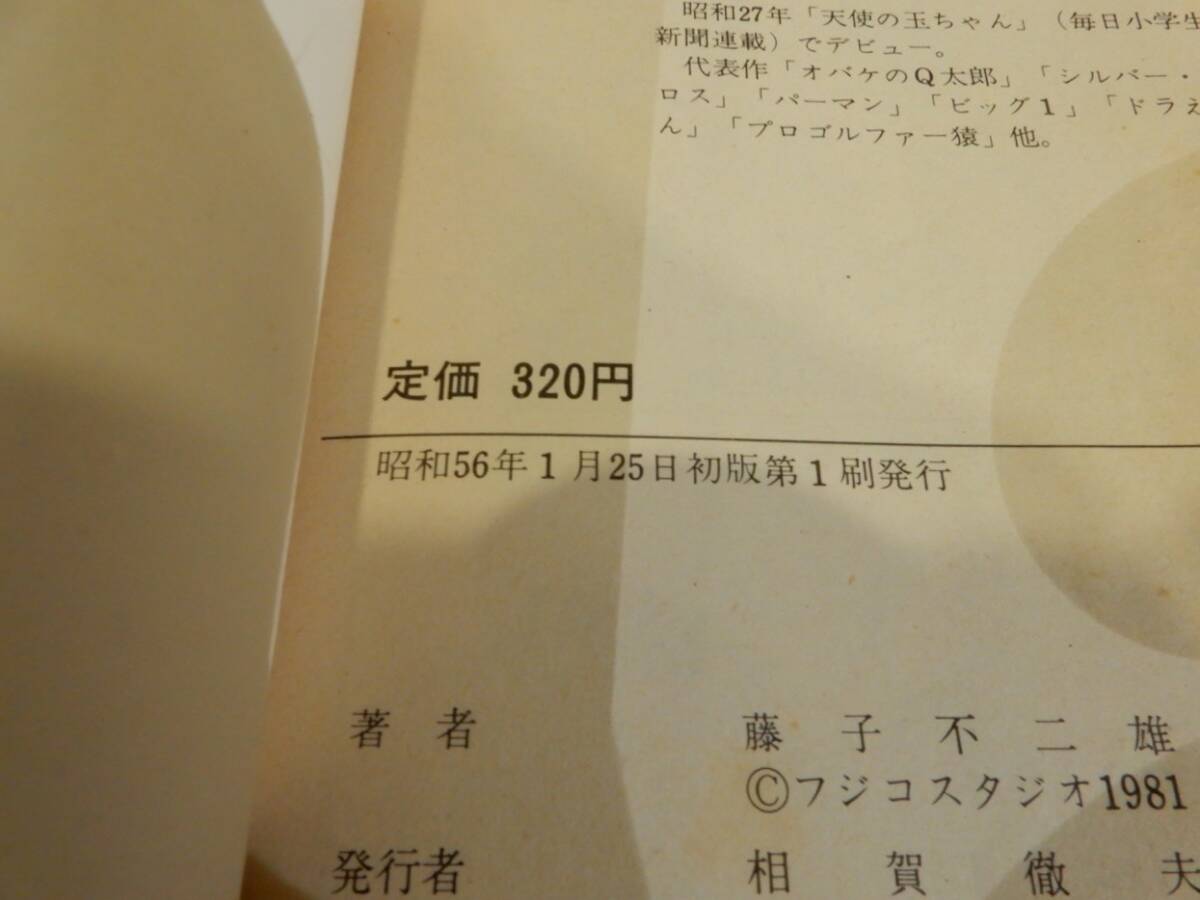 昭和27年「天使の玉ちゃん」(毎日小学生
新聞連載)でデビュー。
代表作「オバケのQ太郎」「シルバー・
ロス」「パーマン」「ビッグ1」「ドラえ
ん」「プロゴルファー猿」他。
定価 320円
昭和56年1月25日初版第1刷発行
著者 藤子不二雄
©フジコスタジオ1981
発行者 相賀徹夫